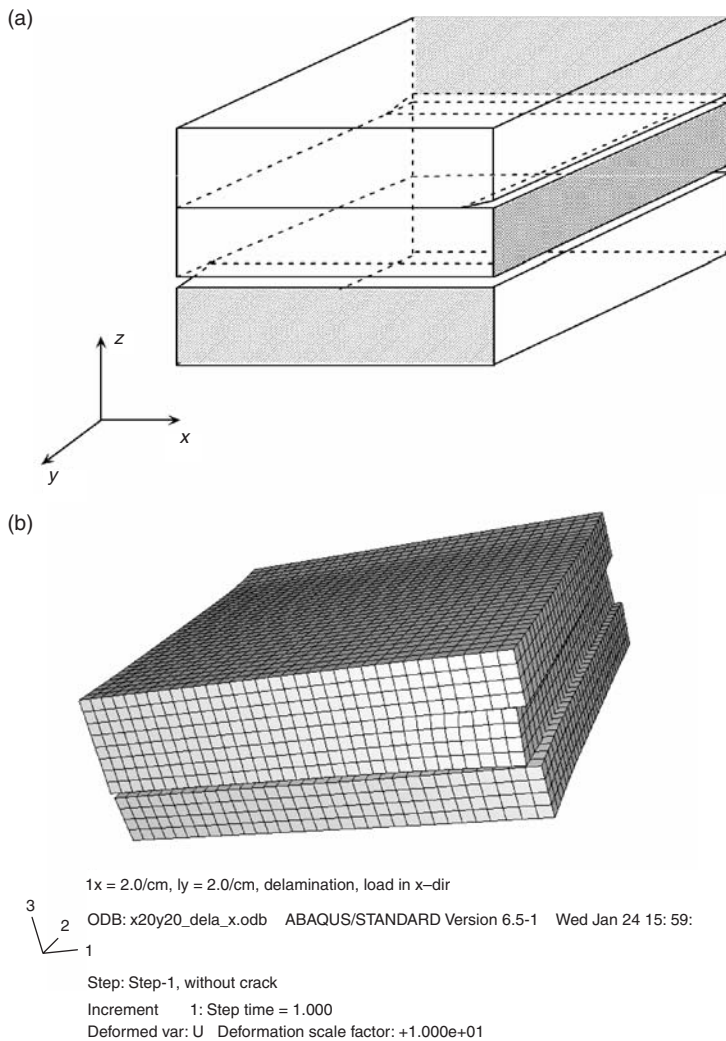 (a)
z
x
y
(b)
1x = 2.0/cm, ly = 2.0/cm, delamination, load in x–dir
3
2
1
ODB: x20y20_dela_x.odb ABAQUS/STANDARD Version 6.5-1 Wed Jan 24 15: 59:
Step: Step-1, without crack
Increment 1: Step time = 1.000
Deformed var: U Deformation scale factor: +1.000e+01